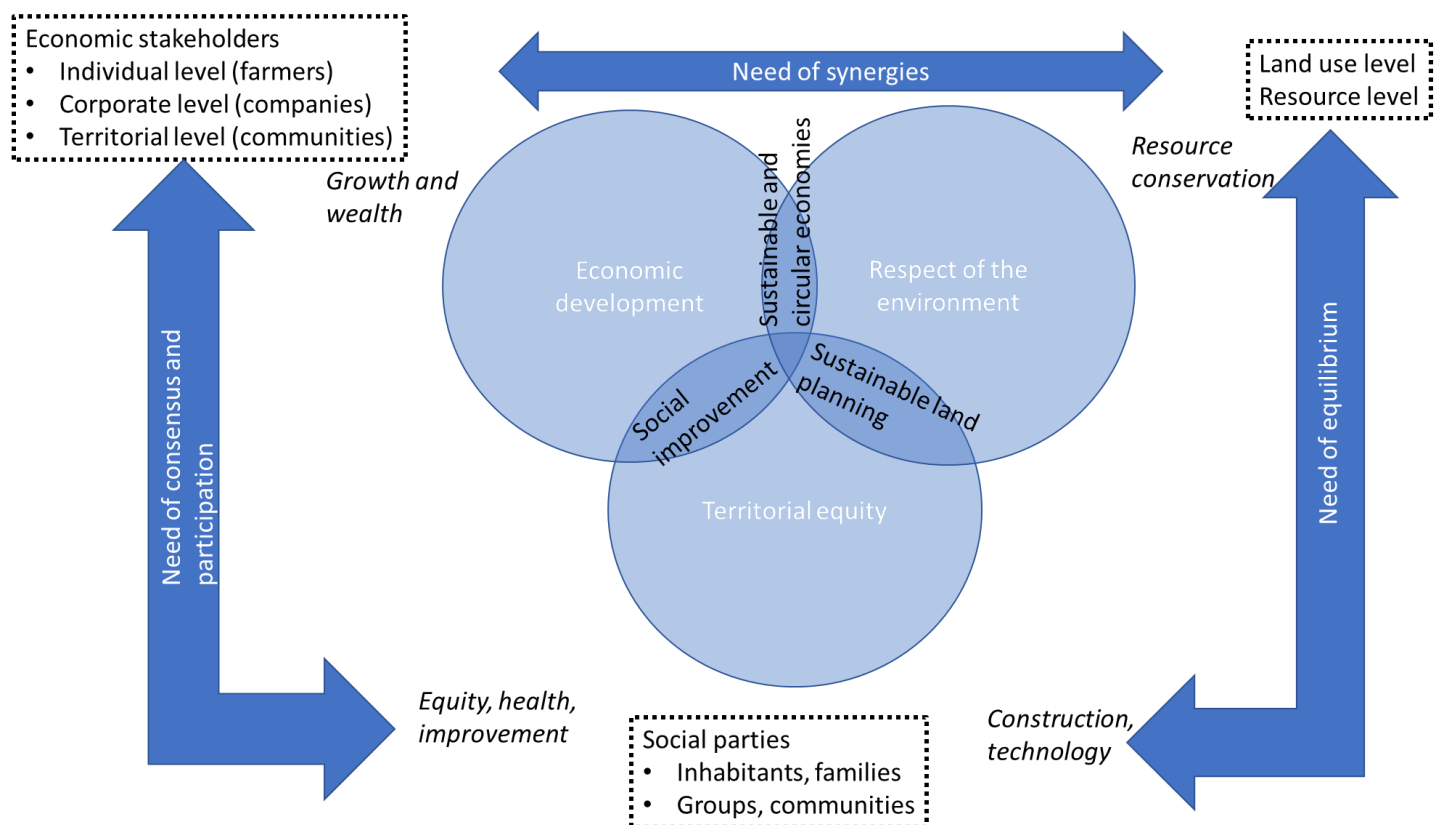 Economic stakeholders
• Individual level (farmers)
• Corporate level (companies)
• Territorial level (communities)
Need of synergies
Land use level
Resource level
Growth and
wealth
Resource
conservation
Economic
development
Sustainable and
circular economies
Respect of the
environment
Need of consensus and
participation
Need of equilibrium
Social
improvement
Sustainable land
planning
Territorial equity
Equity, health,
improvement
Social parties
• Inhabitants, families
• Groups, communities
Construction,
technology